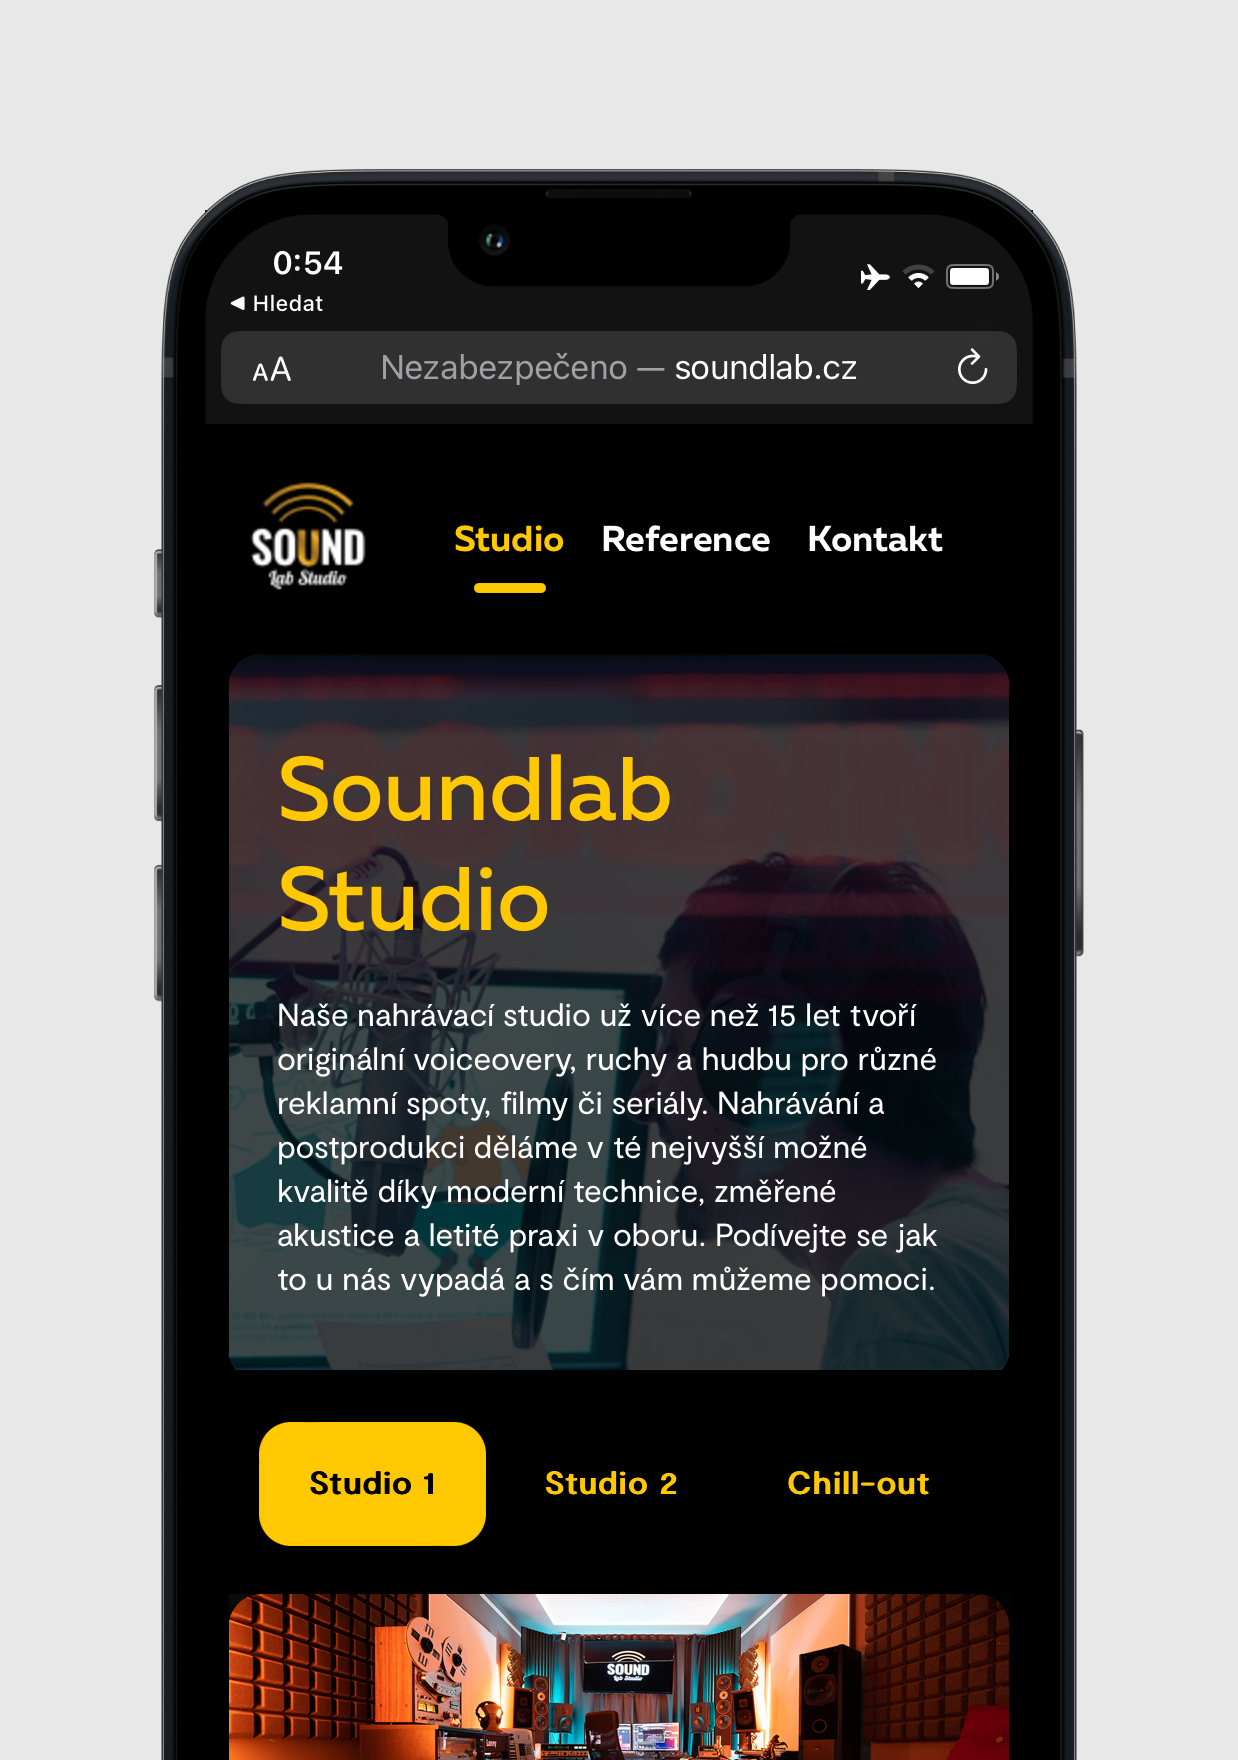 0:54
◀ Hledat
AA Nezabezpečeno — soundlab.cz
SOUND
Lab Studio
Studio Reference Kontakt
Soundlab
Studio
Naše nahrávací studio už více než 15 let tvoří
originální voiceovery, ruchy a hudbu pro různé
reklamní spoty, filmy či seriály. Nahrávání a
postprodukci děláme v té nejvyšší možné
kvalitě díky moderní technice, změřené
akustice a letité praxi v oboru. Podívejte se jak
to u nás vypadá a s čím vám můžeme pomoci.
Studio 1 Studio 2 Chill-out
SOUND
Lab Studio